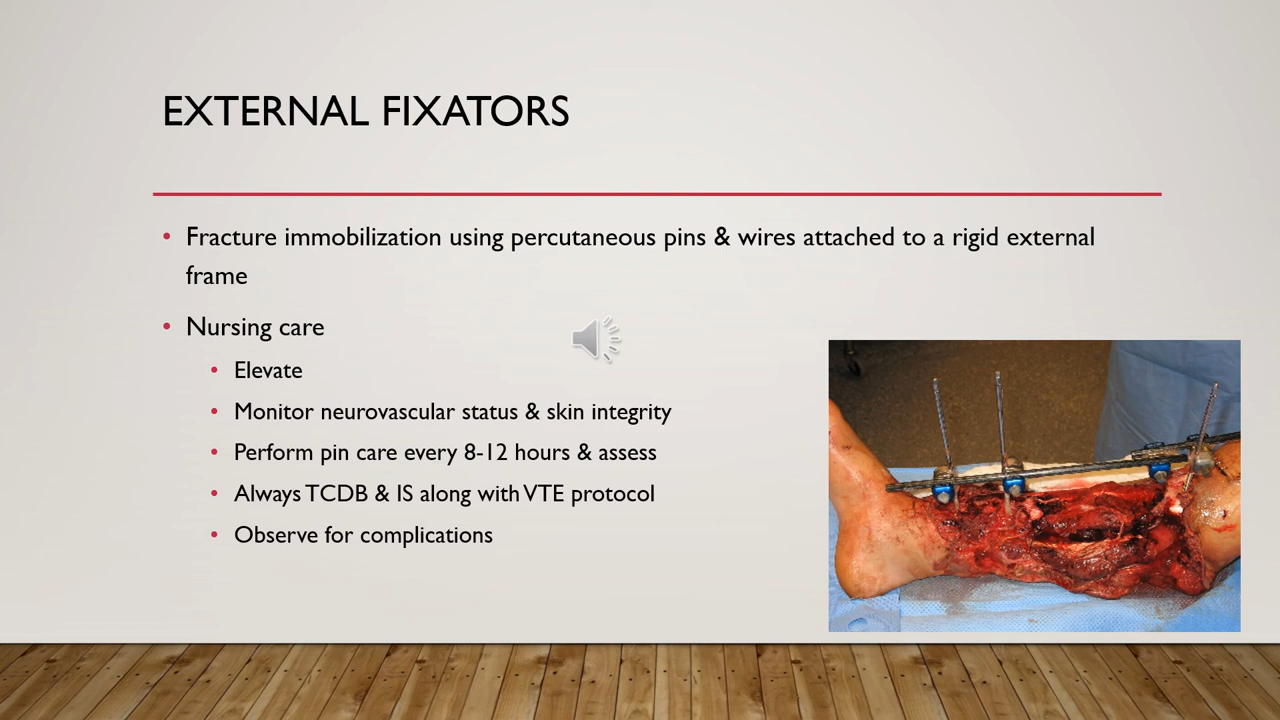 EXTERNAL FIXATORS
• Fracture immobilization using percutaneous pins & wires attached to a rigid external
frame
• Nursing care
• Elevate
• Monitor neurovascular status & skin integrity
• Perform pin care every 8-12 hours & assess
• Always TCDB & IS along with VTE protocol
• Observe for complications